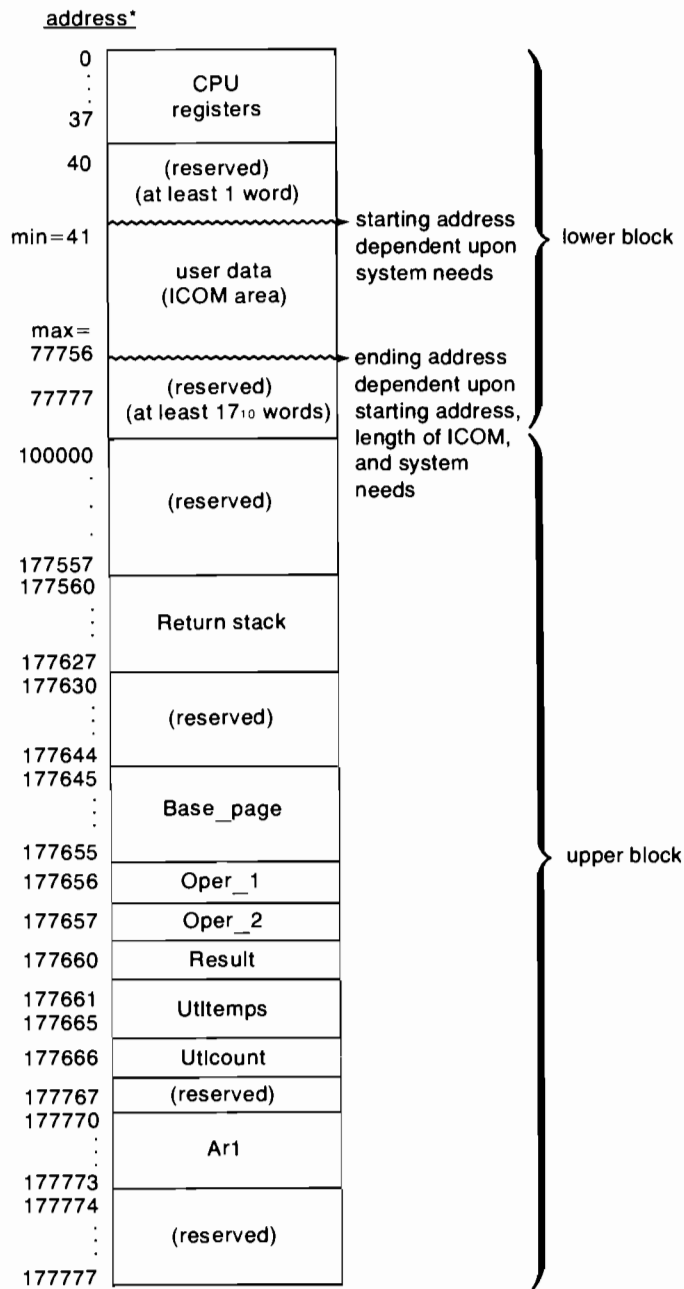 address*
0
.
.
.
37
CPU
registers
40
(reserved)
(at least 1 word)
min=41
starting address
dependent upon
system needs
lower block
user data
(ICOM area)
max=
77756
ending address
dependent upon
starting address,
length of ICOM,
and system
needs
77777
(reserved)
(at least 17₁₀ words)
100000
.
.
.
177557
(reserved)
177560
.
.
.
177627
Return stack
177630
.
.
.
177644
(reserved)
177645
.
.
.
177655
Base_page
upper block
177656
Oper_1
177657
Oper_2
177660
Result
177661
177665
Utltemps
177666
Utlcount
177767
(reserved)
177770
.
.
.
177773
Ar1
177774
.
.
.
177777
(reserved)